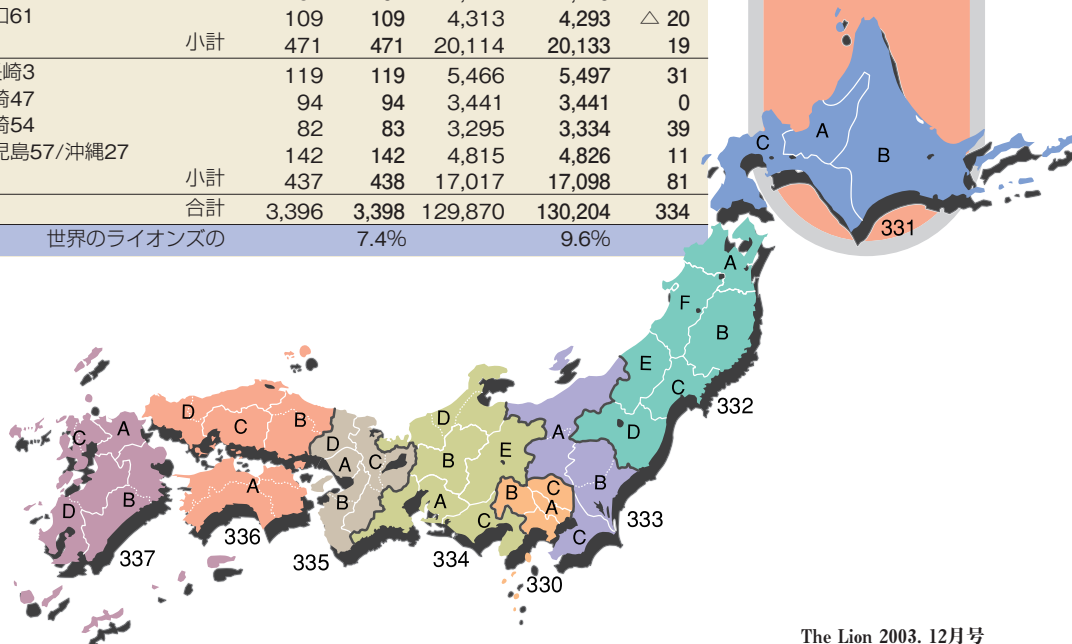 口61 109 109 4,313 4,293 △ 20
小計 471 471 20,114 20,133 19
崎3 119 119 5,466 5,497 31
崎47 94 94 3,441 3,441 0
崎54 82 83 3,295 3,334 39
児島57/沖縄27 142 142 4,815 4,826 11
小計 437 438 17,017 17,098 81
合計 3,396 3,398 129,870 130,204 334
世界のライオンズの 7.4% 9.6%
C A B
331
A
F B
E C
D
332
A B C
333
D E B A C
334
B C A
330
D A C B
335
D C B
A
336
C A B D
337
The Lion 2003. 12月号